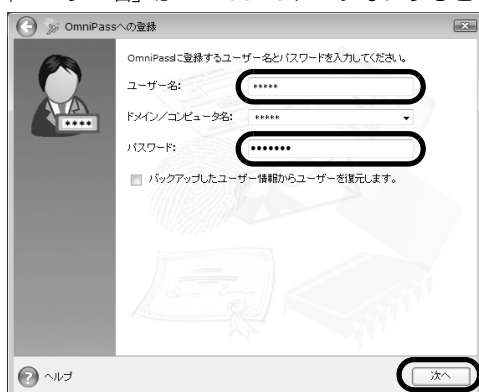 OmniPassへの登録
OmniPassに登録するユーザー名とパスワードを入力してください。
ユーザー名:
*****
ドメイン／コンピュータ名:
*****
****
パスワード:
•••••••
バックアップしたユーザー情報からユーザーを復元します。
ヘルプ
次へ